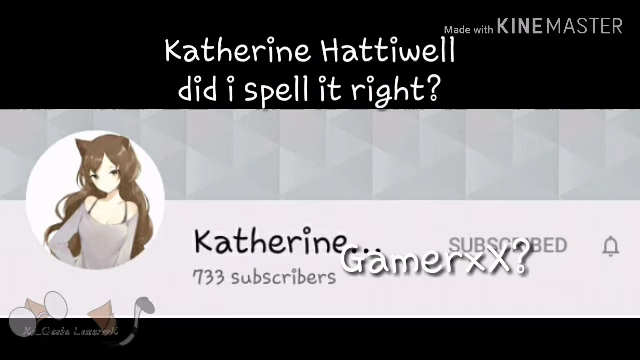 Made with KINEMASTER
Katherine Hattiwell
did i spell it right?
Katherine...
SUBSCRIBED
GamerxX?
733 subscribers